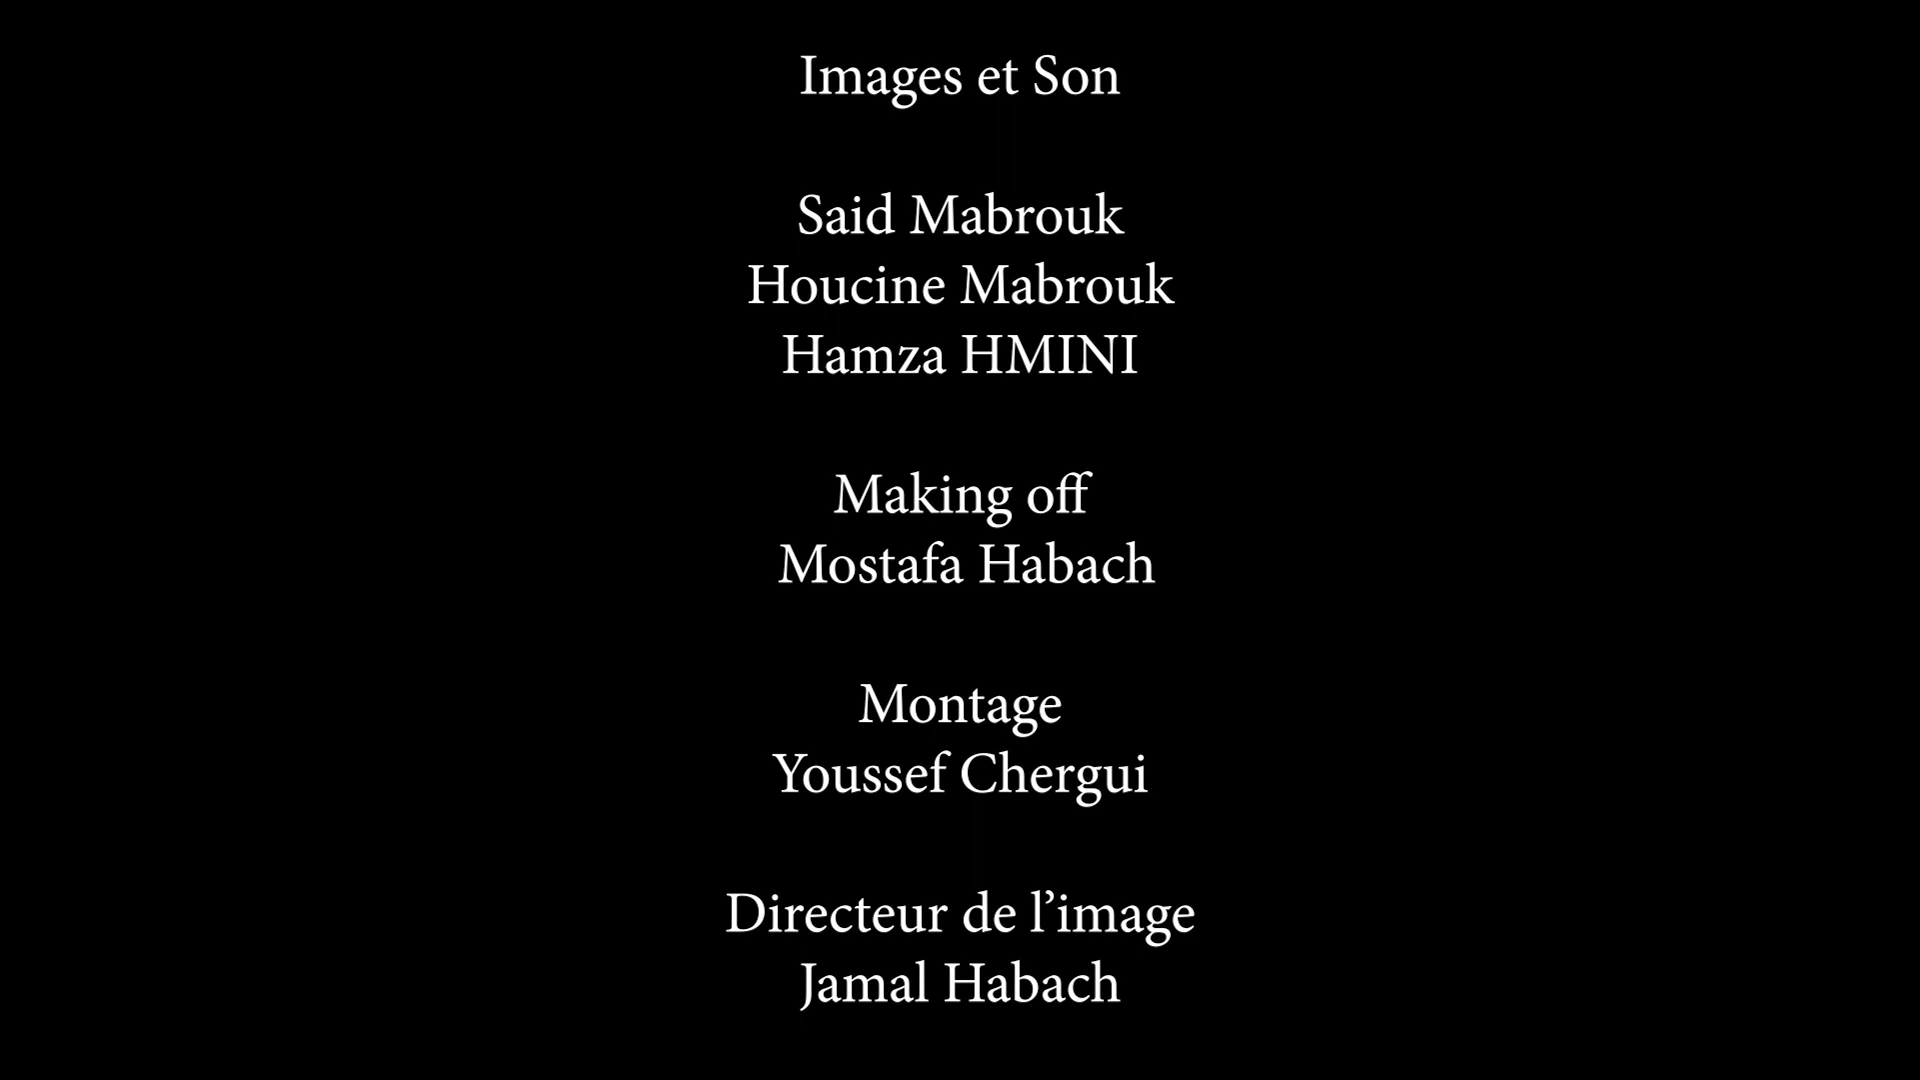 Images et Son
Said Mabrouk
Houcine Mabrouk
Hamza HMINI
Making off
Mostafa Habach
Montage
Youssef Chergui
Directeur de l’image
Jamal Habach